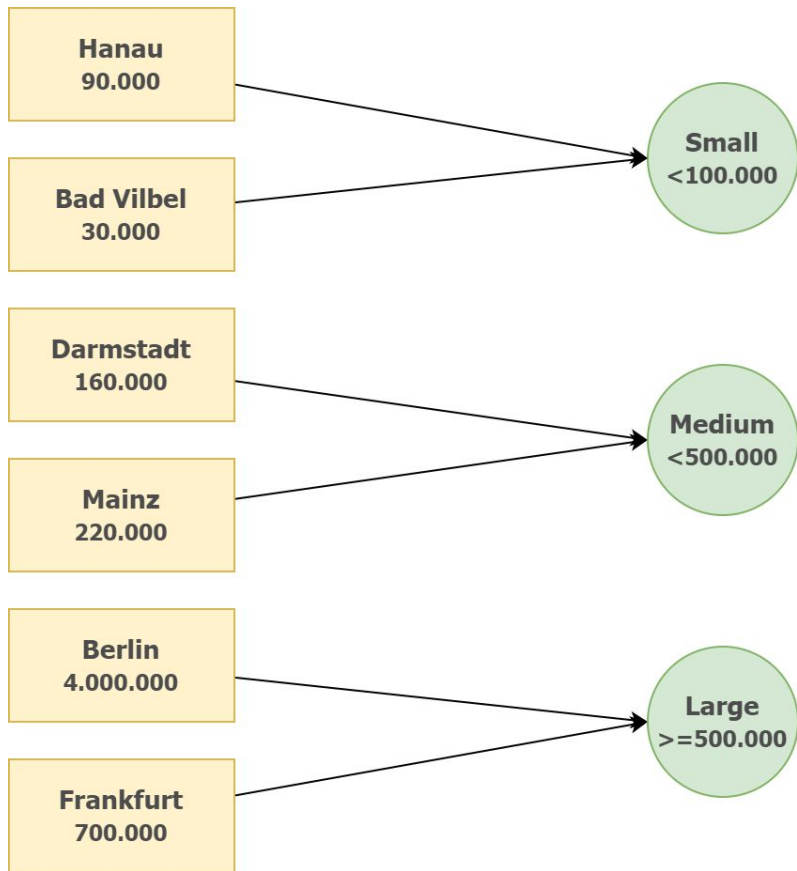 Hanau
90.000
Small
<100.000
Bad Vilbel
30.000
Darmstadt
160.000
Medium
<500.000
Mainz
220.000
Berlin
4.000.000
Large
>=500.000
Frankfurt
700.000